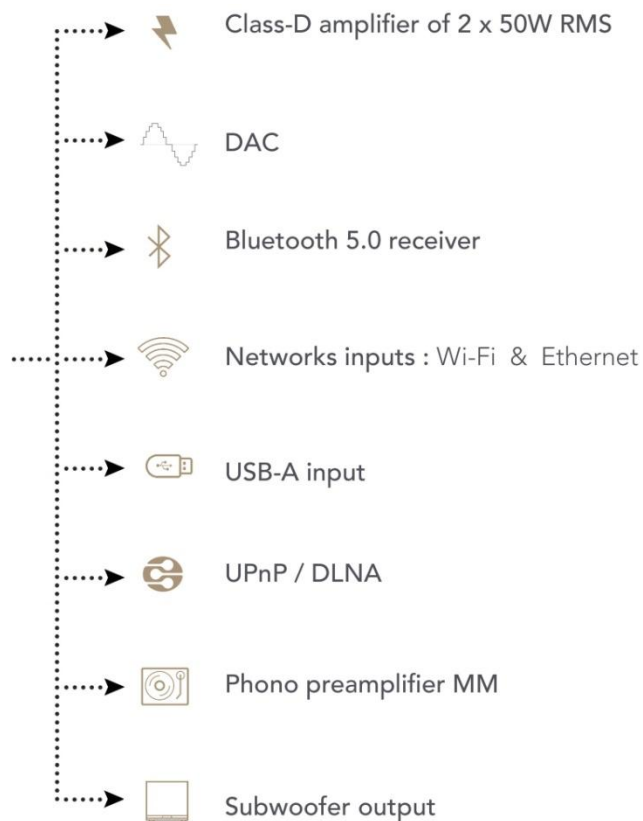 Class-D amplifier of 2 x 50W RMS
DAC
Bluetooth 5.0 receiver
Networks inputs : Wi-Fi & Ethernet
USB-A input
UPnP / DLNA
Phono preamplifier MM
Subwoofer output